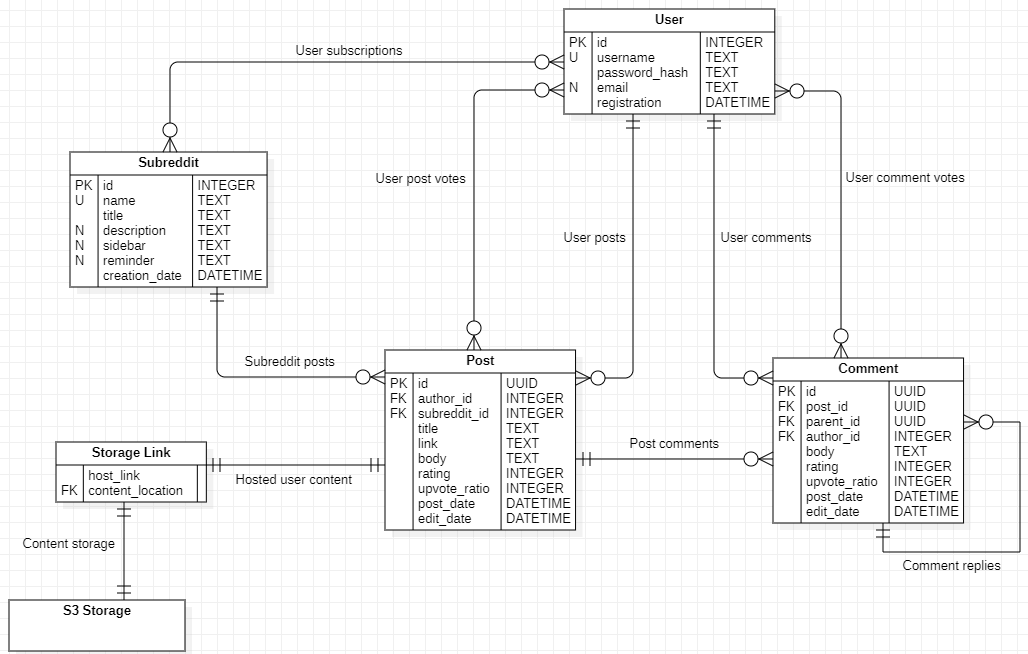 User
PK id INTEGER
U username TEXT
password_hash TEXT
N email TEXT
registration DATETIME
User subscriptions
User post votes
User posts
User comments
User comment votes
Subreddit
PK id INTEGER
U name TEXT
title TEXT
N description TEXT
N sidebar TEXT
N reminder TEXT
creation_date DATETIME
Subreddit posts
Post
PK id UUID
FK author_id INTEGER
FK subreddit_id INTEGER
title TEXT
link TEXT
body TEXT
rating INTEGER
upvote_ratio INTEGER
post_date DATETIME
edit_date DATETIME
Post comments
Comment
PK id UUID
FK post_id UUID
FK parent_id UUID
FK author_id INTEGER
body TEXT
rating INTEGER
upvote_ratio INTEGER
post_date DATETIME
edit_date DATETIME
Comment replies
Storage Link
host_link
FK content_location
Hosted user content
Content storage
S3 Storage